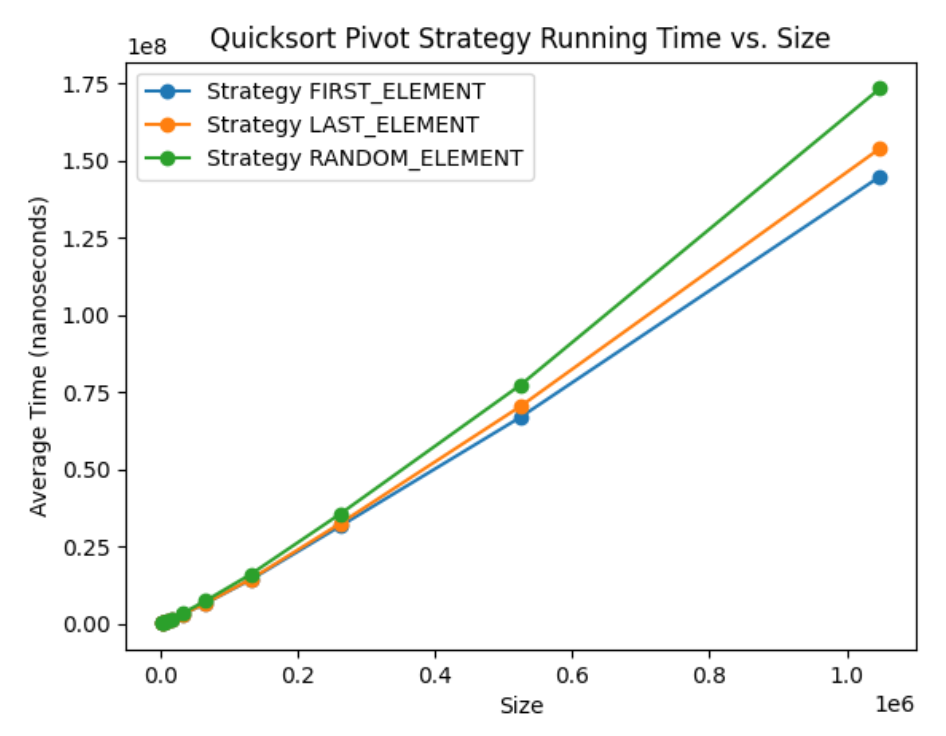 Quicksort Pivot Strategy Running Time vs. Size
1e8
Strategy FIRST_ELEMENT
Strategy LAST_ELEMENT
Strategy RANDOM_ELEMENT
1.75
1.50
1.25
1.00
0.75
0.50
0.25
0.00
Average Time (nanoseconds)
0.0 0.2 0.4 0.6 0.8 1.0
Size
1e6